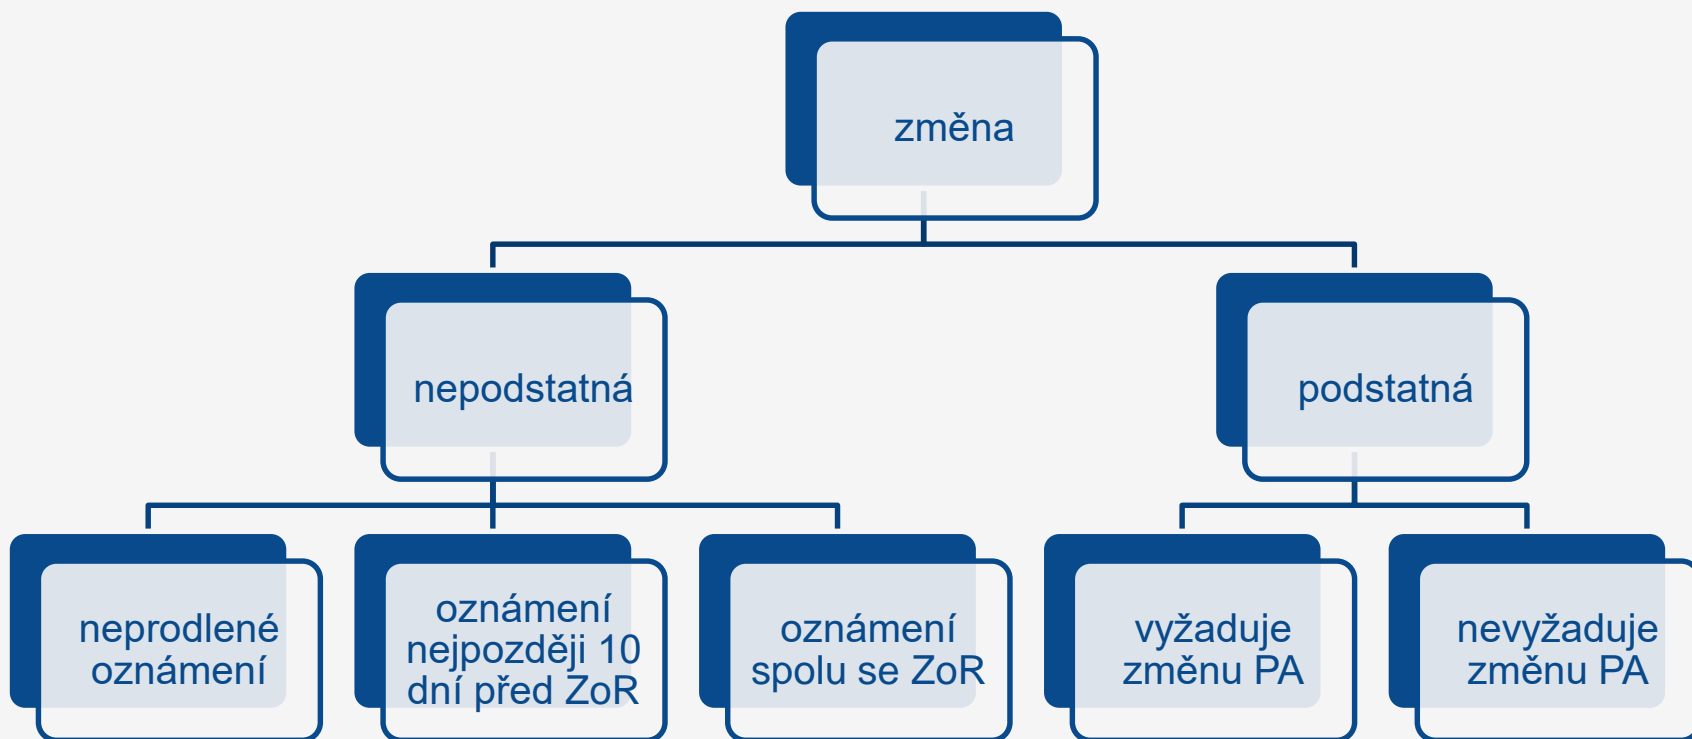 změna
nepodstatná
podstatná
neprodlené
oznámení
oznámení
nejpozději 10
dní před ZoR
oznámení
spolu se ZoR
vyžaduje
změnu PA
nevyžaduje
změnu PA